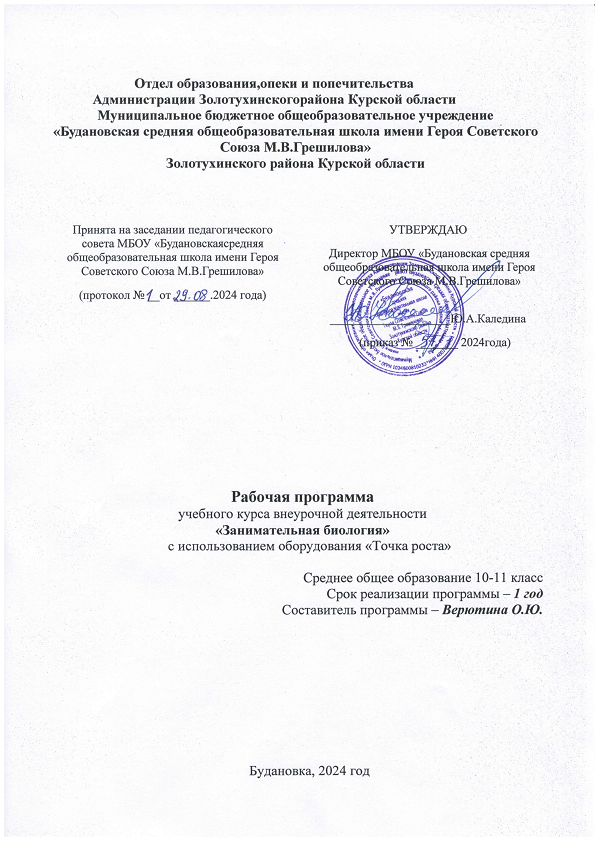 Отдел образования,опеки и попечительства
Администрации Золотухинскогорайона Курской области
Муниципальное бюджетное общеобразовательное учреждение
«Будановская средняя общеобразовательная школа имени Героя Советского
Союза М.В.Грешилова»
Золотухинского района Курской области
Принята на заседании педагогического
совета МБОУ «Будановскаясредняя
общеобразовательная школа имени Героя
Советского Союза М.В.Грешилова»
(протокол № 1 от 29.08.2024 года)
УТВЕРЖДАЮ
Директор МБОУ «Будановская средняя
общеобразовательная школа имени Героя
Советского Союза М.В.Грешилова»
Ю.А.Каледина
(приказ № 2024года)
Рабочая программа
учебного курса внеурочной деятельности
«Занимательная биология»
с использованием оборудования «Точка роста»
Среднее общее образование 10-11 класс
Срок реализации программы – 1 год
Составитель программы – Верютина О.Ю.
Будановка, 2024 год